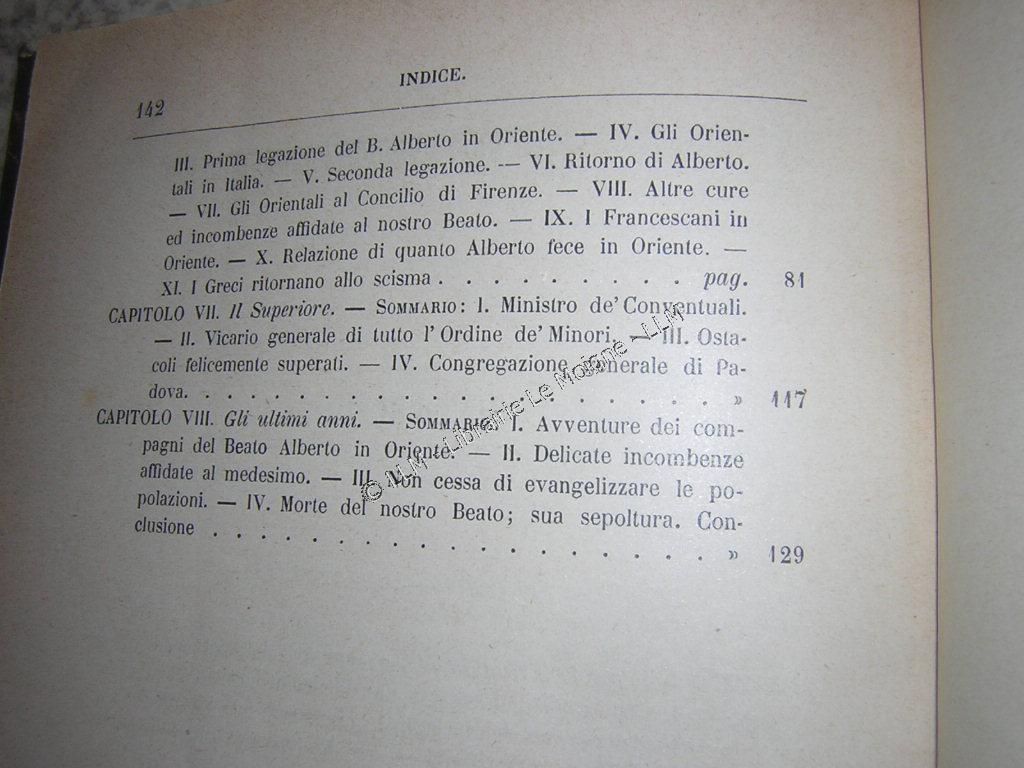 INDICE.
142
III. Prima legazione del B. Alberto in Oriente. — IV. Gli Orien-
tali in Italia. — V. Seconda legazione. — VI. Ritorno di Alberto.
— VII. Gli Orientali al Concilio di Firenze. — VIII. Altre cure
ed incombenze affidate al nostro Beato. — IX. I Francescani in
Oriente. — X. Relazione di quanto Alberto fece in Oriente. —
XI. I Greci ritornano allo scisma . . . . . . . . . . pag. 81
CAPITOLO VII. Il Superiore. — SOMMARIO: I. Ministro de' Conventuali.
— II. Vicario generale di tutto l'Ordine de' Minori. — III. Osta-
coli felicemente superati. — IV. Congregazione generale di Pa-
dova. . . . . . . . . . . . . . . . . . » 117
CAPITOLO VIII. Gli ultimi anni. — SOMMARIO: I. Avventure dei com-
pagni del Beato Alberto in Oriente. — II. Delicate incombenze
affidate al medesimo. — III. Non cessa di evangelizzare le po-
polazioni. — IV. Morte del nostro Beato; sua sepoltura. Con-
clusione . . . . . . . . . . . . . . . . . . » 129
© LLM - Librairie Le Moigne - LLM